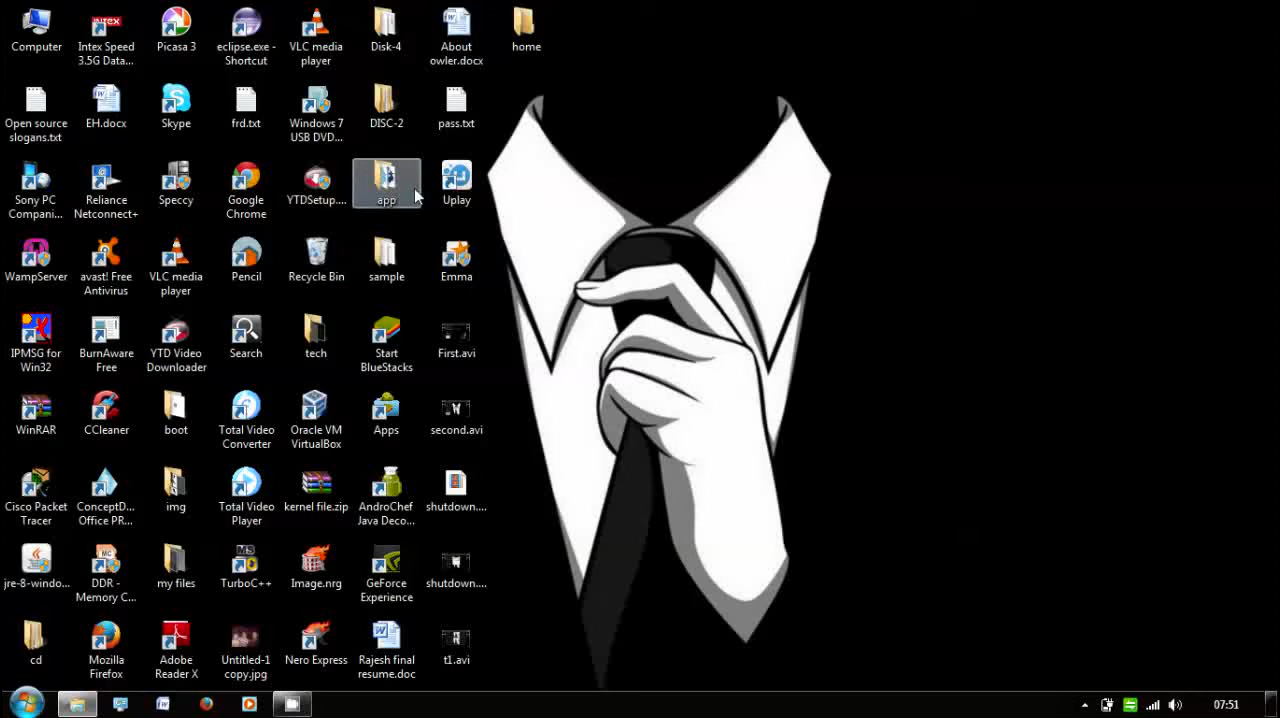 Computer
Intex Speed
3.5G Data...
Picasa 3
eclipse.exe -
Shortcut
VLC media
player
Disk-4
About
owler.docx
home
Open source
slogans.txt
EH.docx
Skype
frd.txt
Windows 7
USB DVD...
DISC-2
pass.txt
Sony PC
Compani...
Reliance
Netconnect+
Speccy
Google
Chrome
YTDSetup....
app
Uplay
WampServer
avast! Free
Antivirus
VLC media
player
Pencil
Recycle Bin
sample
Emma
IPMSG for
Win32
BurnAware
Free
YTD Video
Downloader
Search
tech
Start
BlueStacks
First.avi
WinRAR
CCleaner
boot
Total Video
Converter
Oracle VM
VirtualBox
Apps
second.avi
Cisco Packet
Tracer
ConceptD...
Office PR...
img
Total Video
Player
kernel file.zip
AndroChef
Java Deco...
shutdown....
jre-8-windo...
DDR -
Memory C...
my files
TurboC++
Image.nrg
GeForce
Experience
shutdown....
cd
Mozilla
Firefox
Adobe
Reader X
Untitled-1
copy.jpg
Nero Express
Rajesh final
resume.doc
t1.avi
07:51